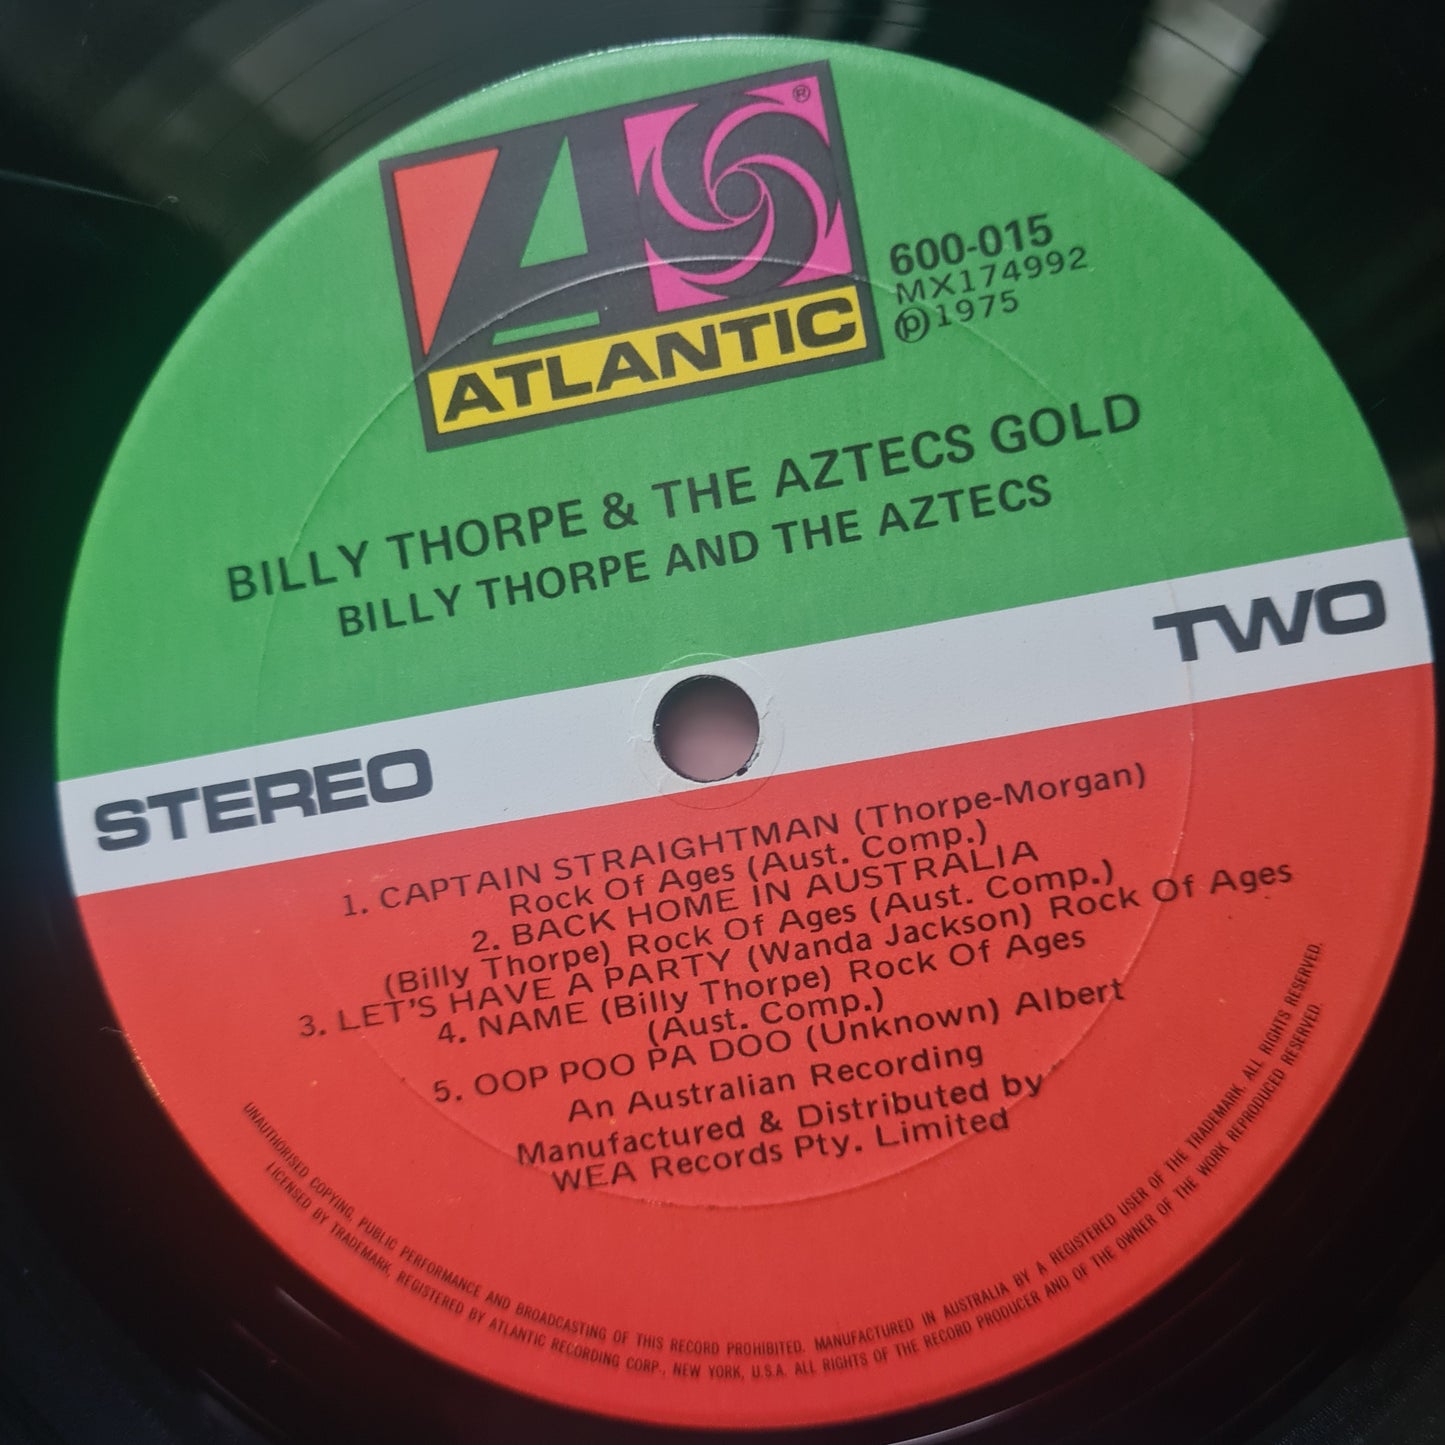 ®
ATLANTIC
600-015
MX174992
℗1975
BILLY THORPE & THE AZTECS GOLD
BILLY THORPE AND THE AZTECS
STEREO
TWO
1. CAPTAIN STRAIGHTMAN (Thorpe-Morgan)
Rock Of Ages (Aust. Comp.)
2. BACK HOME IN AUSTRALIA
(Billy Thorpe) Rock Of Ages (Aust. Comp.)
3. LET'S HAVE A PARTY (Wanda Jackson) Rock Of Ages
4. NAME (Billy Thorpe) Rock Of Ages
(Aust. Comp.)
5. OOP POO PA DOO (Unknown) Albert
An Australian Recording
Manufactured & Distributed by
WEA Records Pty. Limited
UNAUTHORISED COPYING, PUBLIC PERFORMANCE AND BROADCASTING OF THIS RECORD PROHIBITED. MANUFACTURED IN AUSTRALIA BY A REGISTERED USER OF THE TRADEMARK, ALL RIGHTS RESERVED.
LICENSED BY TRADEMARK, REGISTERED BY ATLANTIC RECORDING CORP., NEW YORK, U.S.A. ALL RIGHTS OF THE RECORD PRODUCER AND OF THE OWNER OF THE WORK REPRODUCED RESERVED.